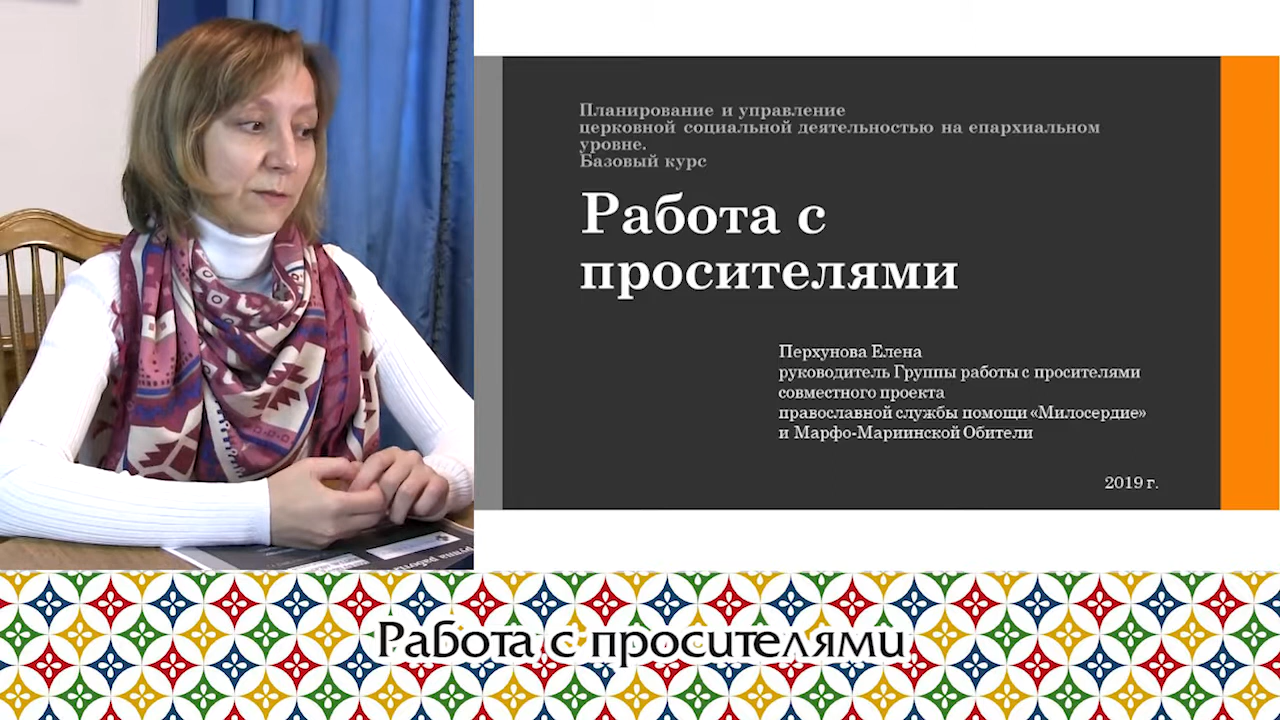 Планирование и управление
церковной социальной деятельностью на епархиальном
уровне.
Базовый курс
Работа с
просителями
Перхунова Елена
руководитель Группы работы с просителями
совместного проекта
православной службы помощи «Милосердие»
и Марфо-Мариинской Обители
2019 г.
Работа с просителями